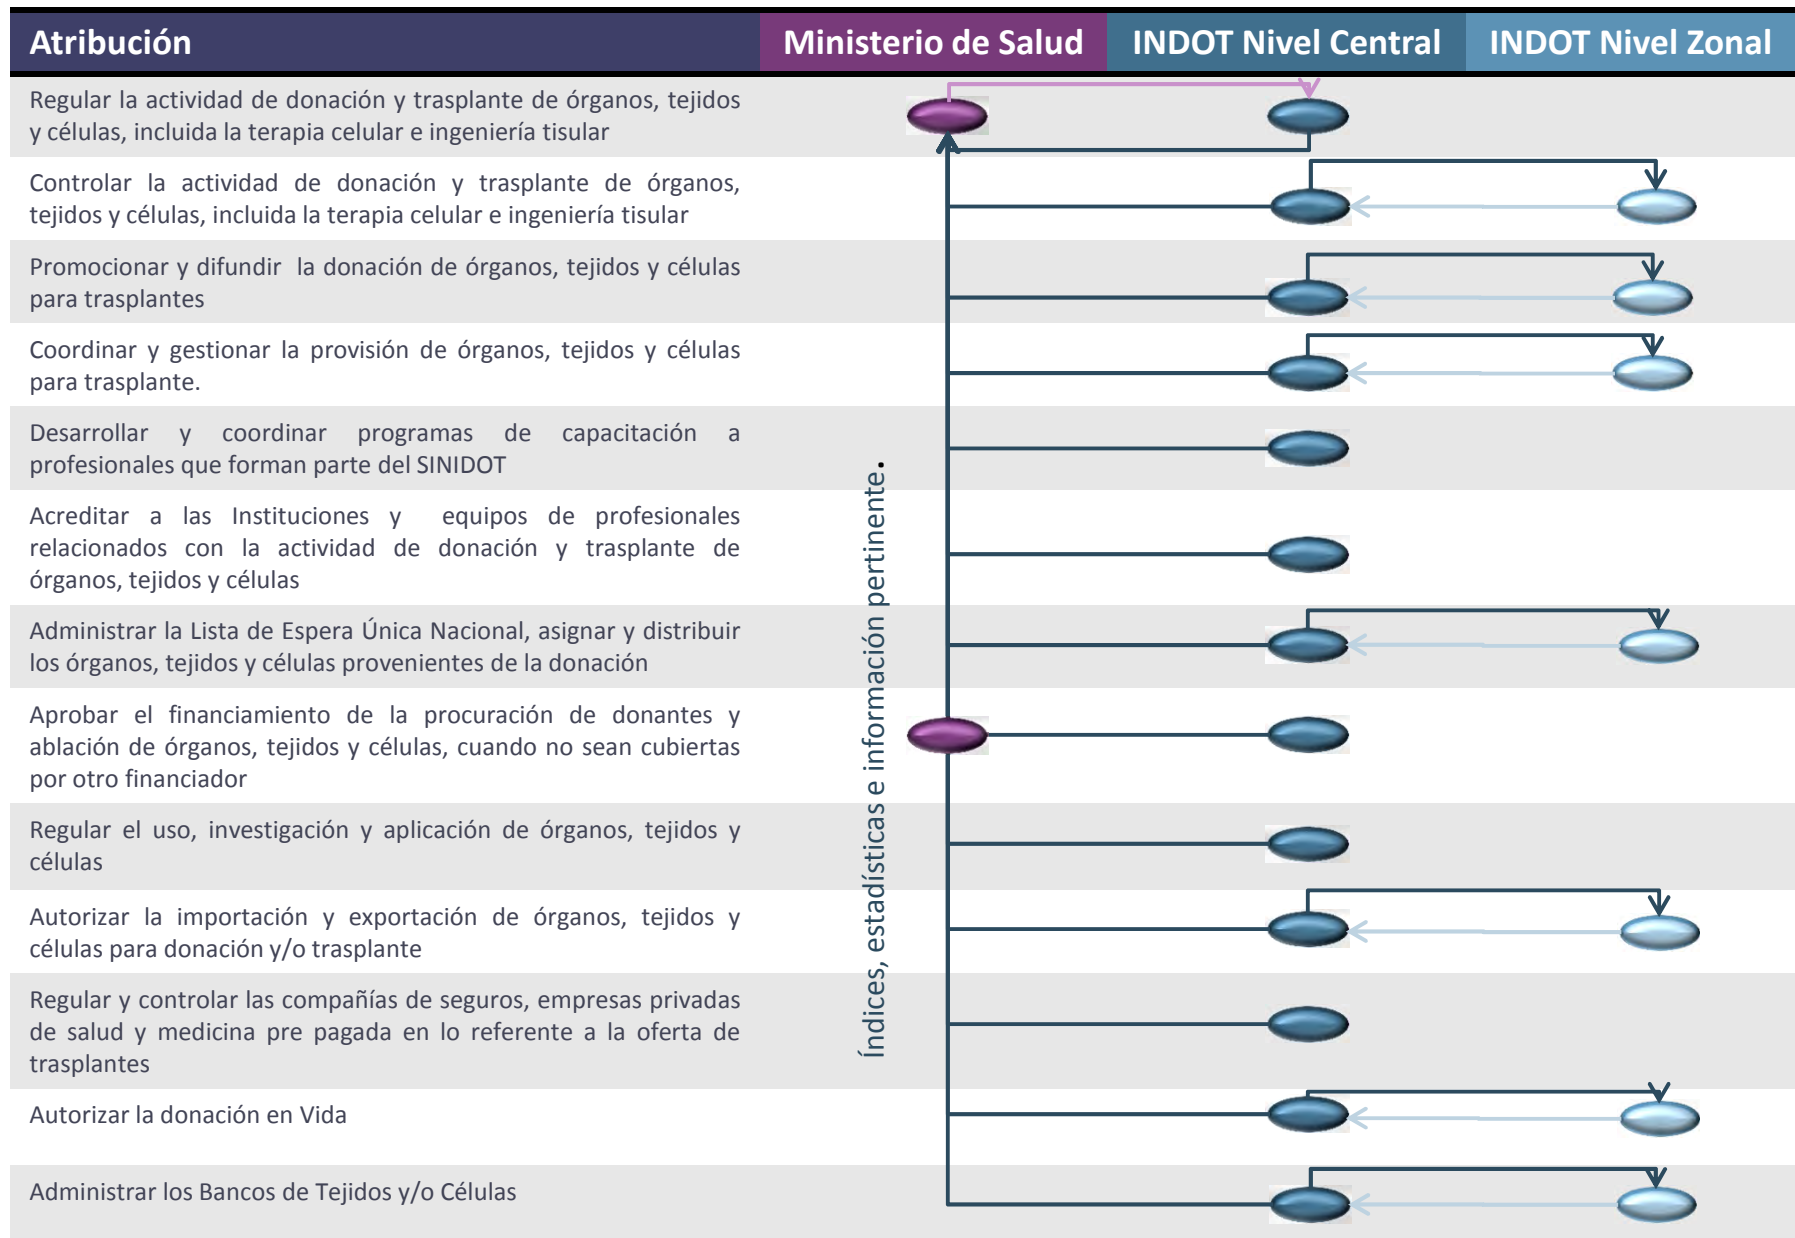 Atribución
Ministerio de Salud
INDOT Nivel Central
INDOT Nivel Zonal
Regular la actividad de donación y trasplante de órganos, tejidos
y células, incluida la terapia celular e ingeniería tisular
Controlar la actividad de donación y trasplante de órganos,
tejidos y células, incluida la terapia celular e ingeniería tisular
Promocionar y difundir la donación de órganos, tejidos y células
para trasplantes
Coordinar y gestionar la provisión de órganos, tejidos y células
para trasplante.
Desarrollar y coordinar programas de capacitación a
profesionales que forman parte del SINIDOT
Acreditar a las Instituciones y equipos de profesionales
relacionados con la actividad de donación y trasplante de
órganos, tejidos y células
Administrar la Lista de Espera Única Nacional, asignar y distribuir
los órganos, tejidos y células provenientes de la donación
Aprobar el financiamiento de la procuración de donantes y
ablación de órganos, tejidos y células, cuando no sean cubiertas
por otro financiador
Regular el uso, investigación y aplicación de órganos, tejidos y
células
Autorizar la importación y exportación de órganos, tejidos y
células para donación y/o trasplante
Regular y controlar las compañías de seguros, empresas privadas
de salud y medicina pre pagada en lo referente a la oferta de
trasplantes
Autorizar la donación en Vida
Administrar los Bancos de Tejidos y/o Células
Índices, estadísticas e información pertinente.